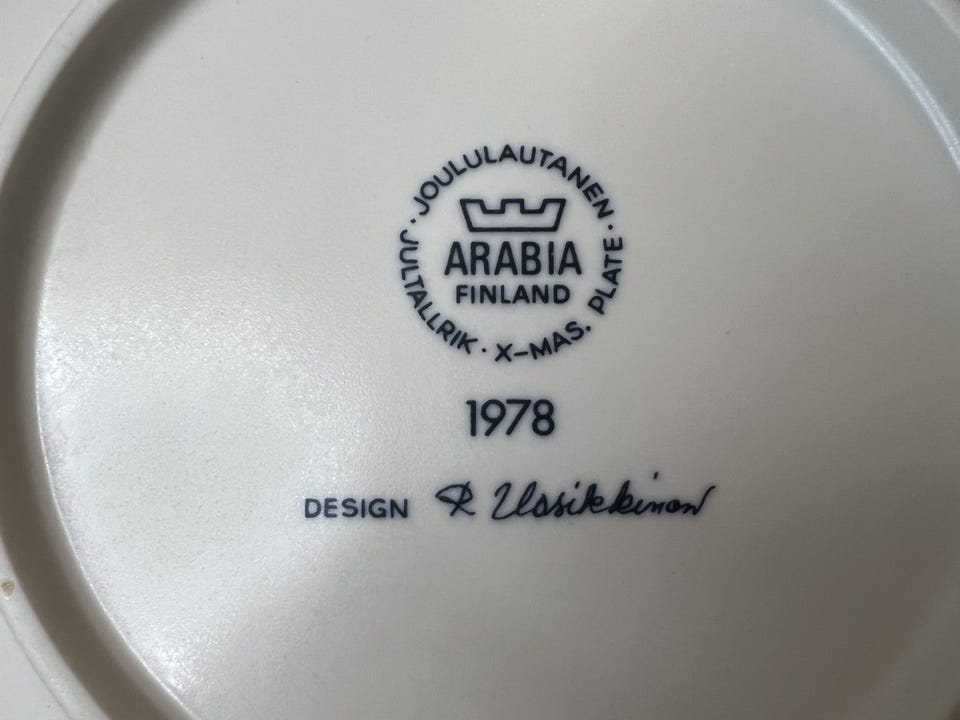 JOULULAUTANEN · X-MAS. PLATE · JULTALLRIK ·
ARABIA
FINLAND
1978
DESIGN R Uosikkinen